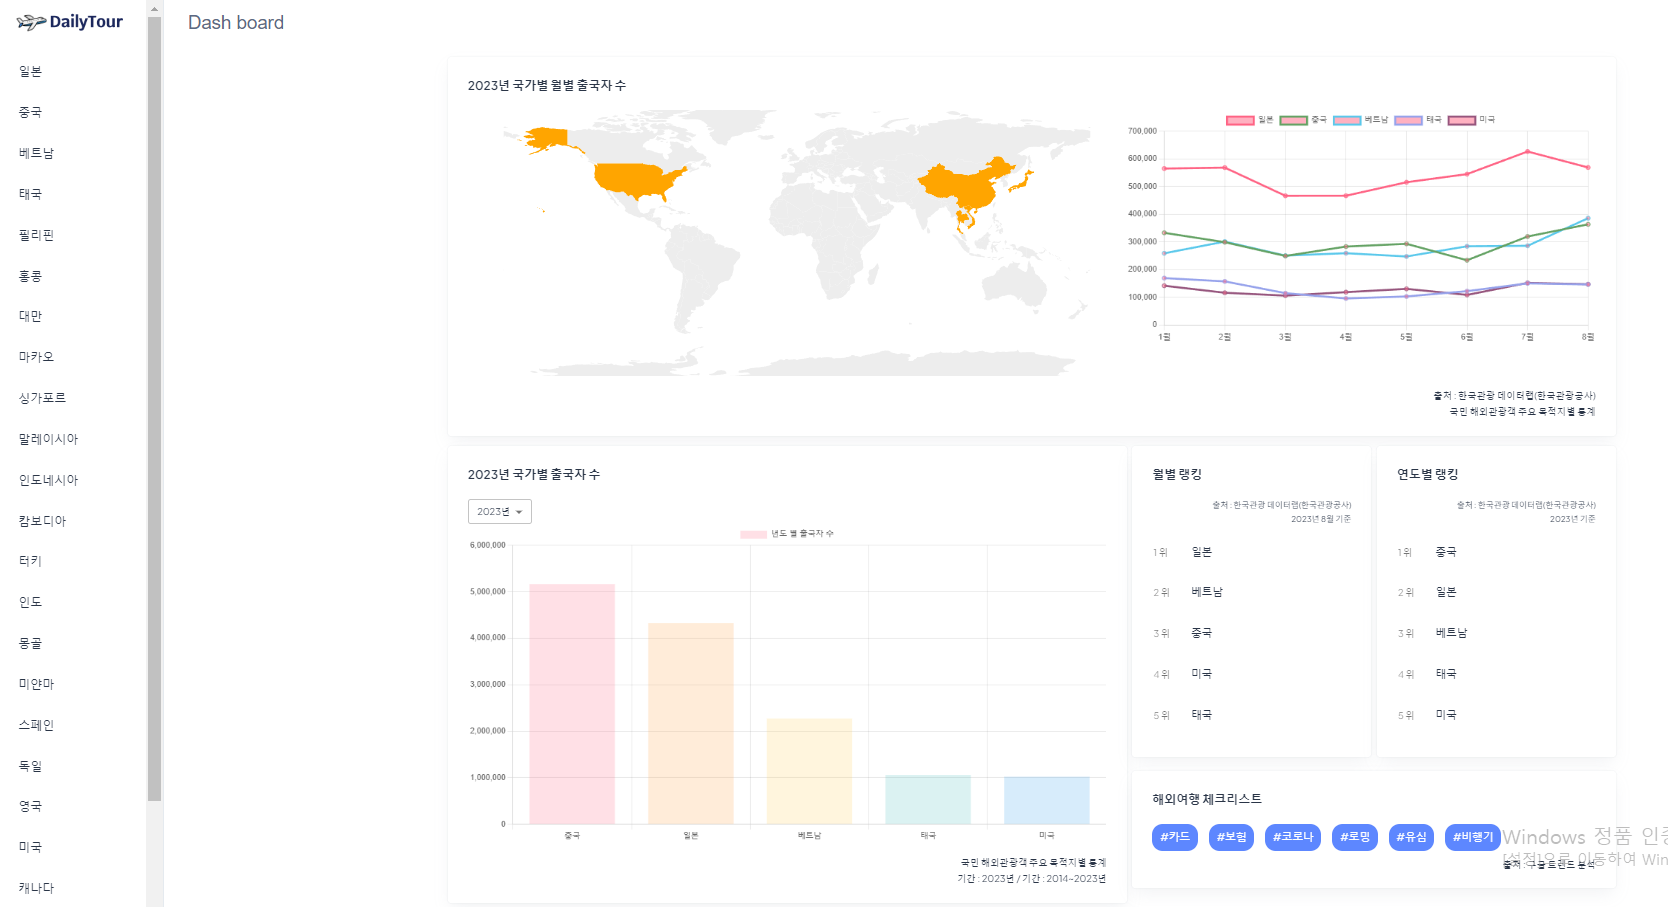 DailyTour
Dash board
일본
중국
베트남
태국
필리핀
홍콩
대만
마카오
싱가포르
말레이시아
인도네시아
캄보디아
터키
인도
몽골
미얀마
스페인
독일
영국
미국
캐나다
2023년 국가별 월별 출국자 수
일본 중국 베트남 태국 미국
700,000
600,000
500,000
400,000
300,000
200,000
100,000
0
1월 2월 3월 4월 5월 6월 7월 8월
출처 : 한국관광 데이터랩(한국관광공사)
국민 해외관광객 주요 목적지별 통계
2023년 국가별 출국자 수
2023년
년도 별 출국자 수
6,000,000
5,000,000
4,000,000
3,000,000
2,000,000
1,000,000
0
중국 일본 베트남 태국 미국
국민 해외관광객 주요 목적지별 통계
기간 : 2023년 / 기간 : 2014~2023년
월별 랭킹
출처 : 한국관광 데이터랩(한국관광공사)
2023년 8월 기준
1 위 일본
2 위 베트남
3 위 중국
4 위 미국
5 위 태국
연도별 랭킹
출처 : 한국관광 데이터랩(한국관광공사)
2023년 기준
1 위 중국
2 위 일본
3 위 베트남
4 위 태국
5 위 미국
해외여행 체크리스트
#카드 #보험 #코로나 #로밍 #유심 #비행기
Windows 정품 인증
[설정]으로 이동하여 Win
출처 : 구글 트렌드 분석